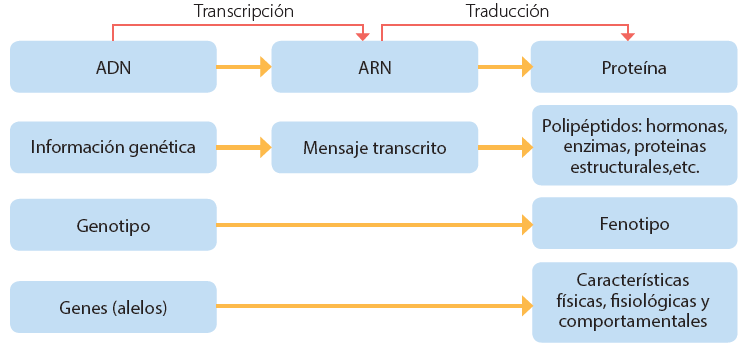 Transcripción
Traducción
ADN
ARN
Proteína
Información genética
Mensaje transcrito
Polipéptidos: hormonas,
enzimas, proteinas
estructurales,etc.
Genotipo
Fenotipo
Genes (alelos)
Características
físicas, fisiológicas y
comportamentales